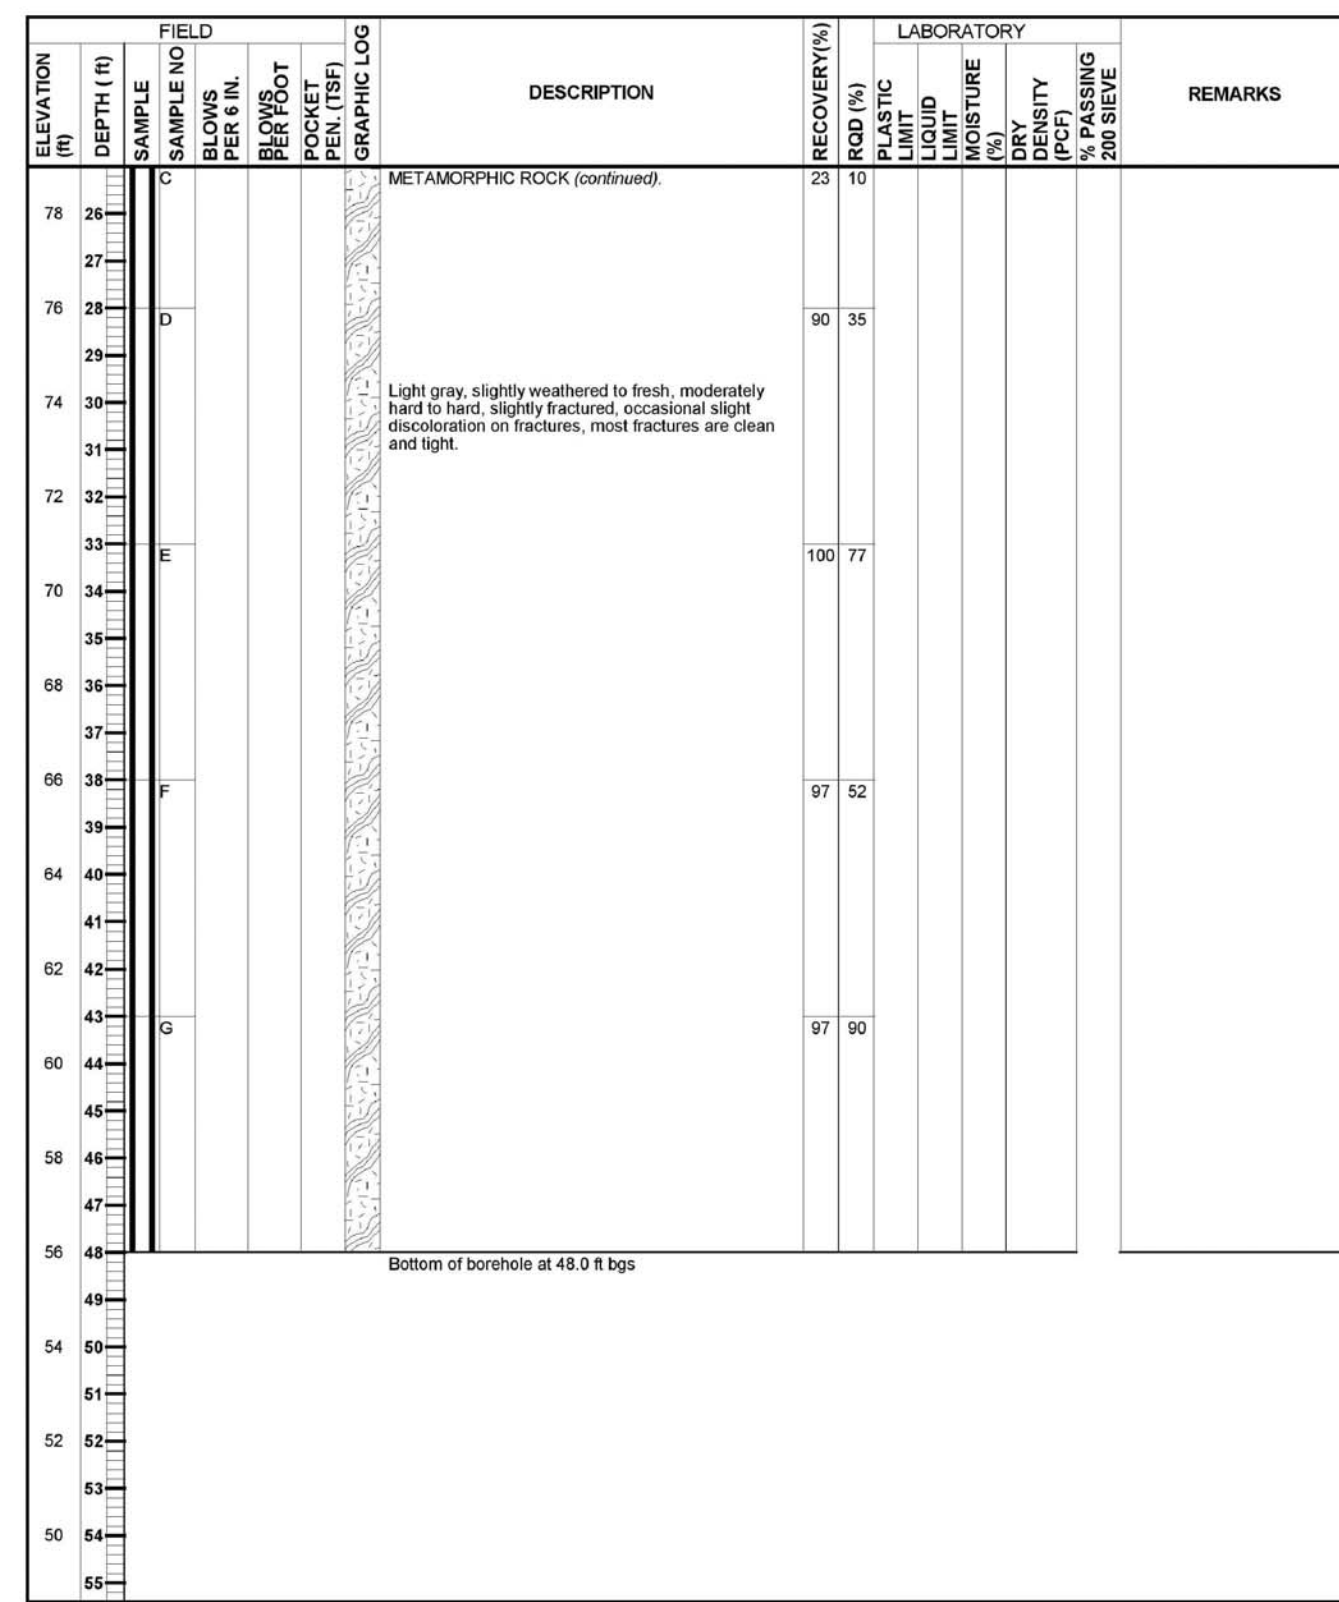 FIELD
LABORATORY
ELEVATION (ft)
DEPTH ( ft)
SAMPLE
SAMPLE NO
BLOWS PER 6 IN.
BLOWS PER FOOT
POCKET PEN. (TSF)
GRAPHIC LOG
DESCRIPTION
RECOVERY(%)
RQD (%)
PLASTIC LIMIT
LIQUID LIMIT
MOISTURE (%)
DRY DENSITY (PCF)
% PASSING 200 SIEVE
REMARKS
C METAMORPHIC ROCK (continued). 23 10
78 26
27
76 28
D 90 35
29
Light gray, slightly weathered to fresh, moderately
74 30 hard to hard, slightly fractured, occasional slight
discoloration on fractures, most fractures are clean
31 and tight.
72 32
33
E 100 77
70 34
35
68 36
37
66 38
F 97 52
39
64 40
41
62 42
43
G 97 90
60 44
45
58 46
47
56 48
Bottom of borehole at 48.0 ft bgs
49
54 50
51
52 52
53
50 54
55